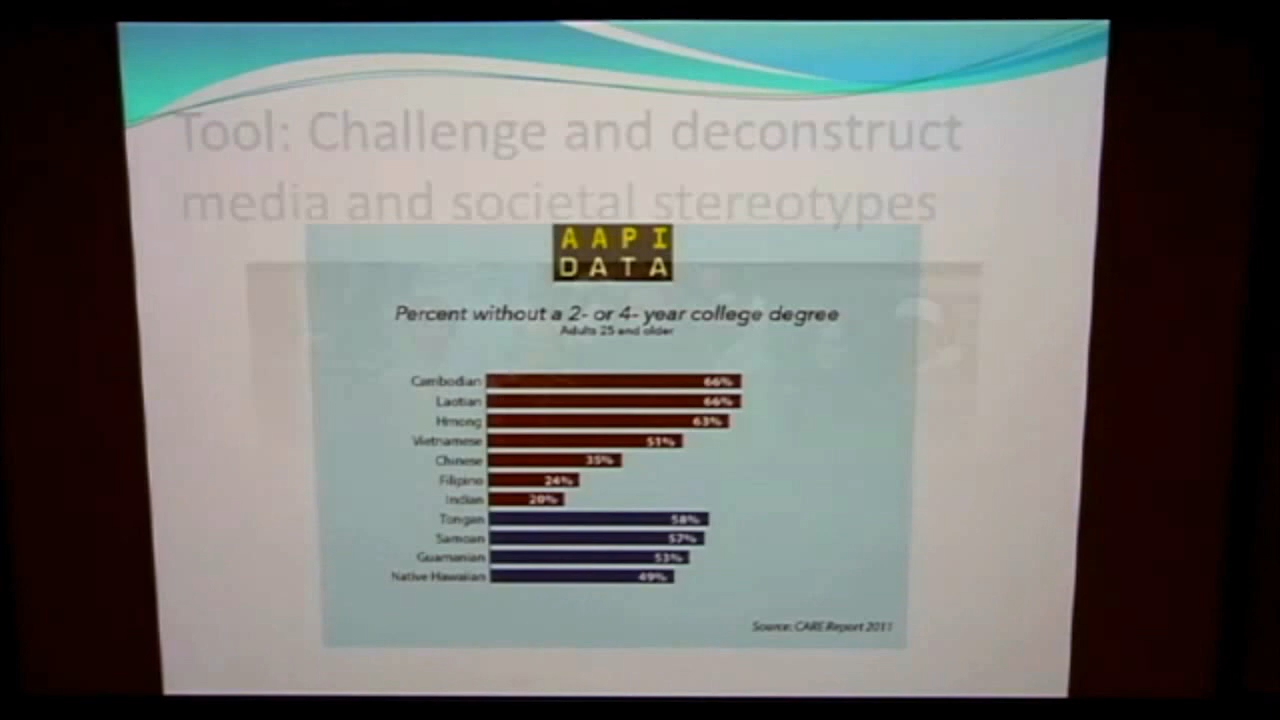 Tool: Challenge and deconstruct
media and societal stereotypes
AAPI
DATA
Percent without a 2- or 4- year college degree
Adults 25 and older
Cambodian 66%
Laotian 66%
Hmong 63%
Vietnamese 51%
Chinese 35%
Filipino 24%
Indian 20%
Tongan 58%
Samoan 57%
Guamanian 53%
Native Hawaiian 49%
Source: CARE Report 2011